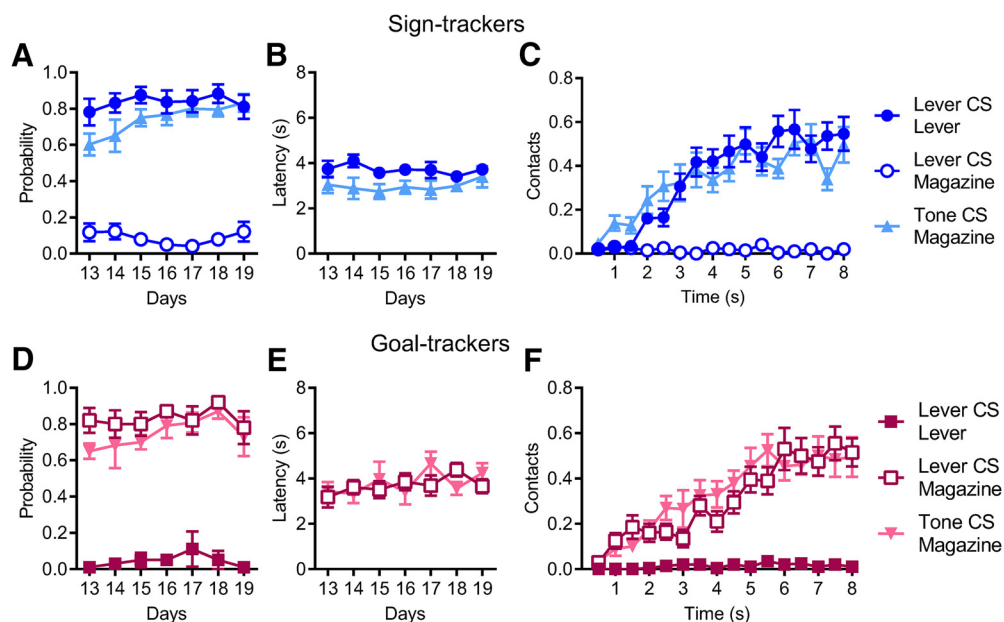 Sign-trackers
A
B
C
1.0
0.8
0.6
0.4
0.2
0.0
Probability
13 14 15 16 17 18 19
Days
8
6
4
2
0
Latency (s)
13 14 15 16 17 18 19
Days
0.8
0.6
0.4
0.2
0.0
Contacts
1 2 3 4 5 6 7 8
Time (s)
Lever CS
Lever
Lever CS
Magazine
Tone CS
Magazine
Goal-trackers
D
E
F
1.0
0.8
0.6
0.4
0.2
0.0
Probability
13 14 15 16 17 18 19
Days
8
6
4
2
0
Latency (s)
13 14 15 16 17 18 19
Days
0.8
0.6
0.4
0.2
0.0
Contacts
1 2 3 4 5 6 7 8
Time (s)
Lever CS
Lever
Lever CS
Magazine
Tone CS
Magazine